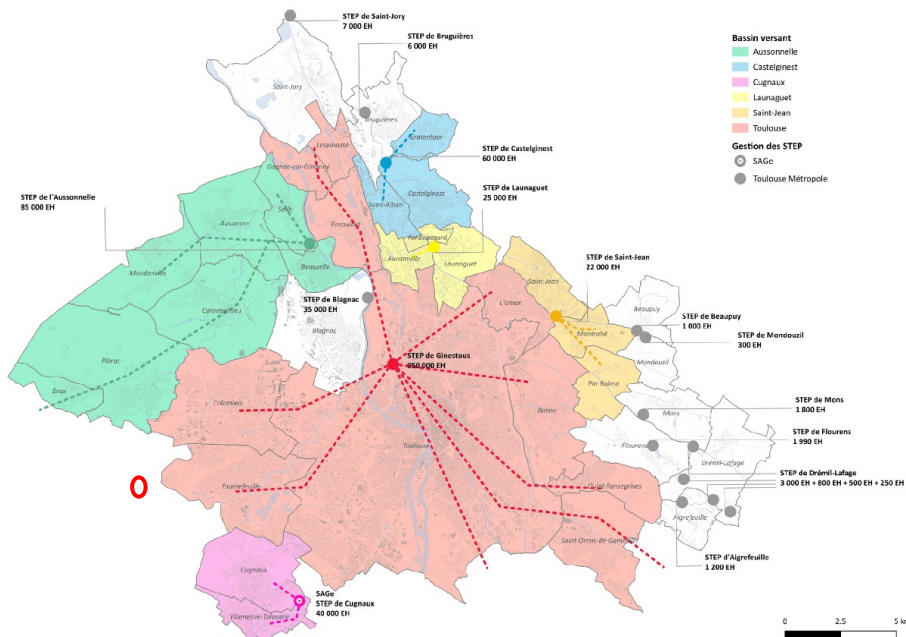 STEP de Saint-Jory
7 000 EH
STEP de Bruguières
6 000 EH
Bassin versant
Aussonnelle
Castelginest
Cugnaux
Launaguet
Saint-Jean
Toulouse
Gestion des STEP
SAGe
Toulouse Métropole
Saint-Jory
Bruguières
Lespinasse
Gratentour
Gagnac-sur-Garonne
STEP de Castelginest
60 000 EH
Castelginest
Saint-Alban
STEP de Launaguet
25 000 EH
STEP de l'Aussonnelle
85 000 EH
Seilh
Aussonne
Fenouillet
Fonbeauzard
Aucamville
Launaguet
Beauzelle
Mondonville
STEP de Saint-Jean
22 000 EH
Saint-Jean
STEP de Blagnac
35 000 EH
L'Union
Beaupuy
STEP de Beaupuy
1 000 EH
Cornebarrieu
Blagnac
Montrabé
STEP de Mondouzil
300 EH
Mondouzil
Pibrac
STEP de Ginestous
950 000 EH
Brax
Pin Balma
Colomiers
Balma
Mons
STEP de Mons
1 800 EH
Toulouse
Flourens
STEP de Flourens
1 990 EH
Drémil-Lafage
STEP de Drémil-Lafage
3 000 EH + 800 EH + 500 EH + 250 EH
Tournefeuille
Quint-Fonsegrives
Aigrefeuille
Saint-Orens-de-Gameville
STEP d'Aigrefeuille
1 200 EH
Cugnaux
SAGe
STEP de Cugnaux
40 000 EH
Villeneuve-Tolosane
0 2.5 5 km